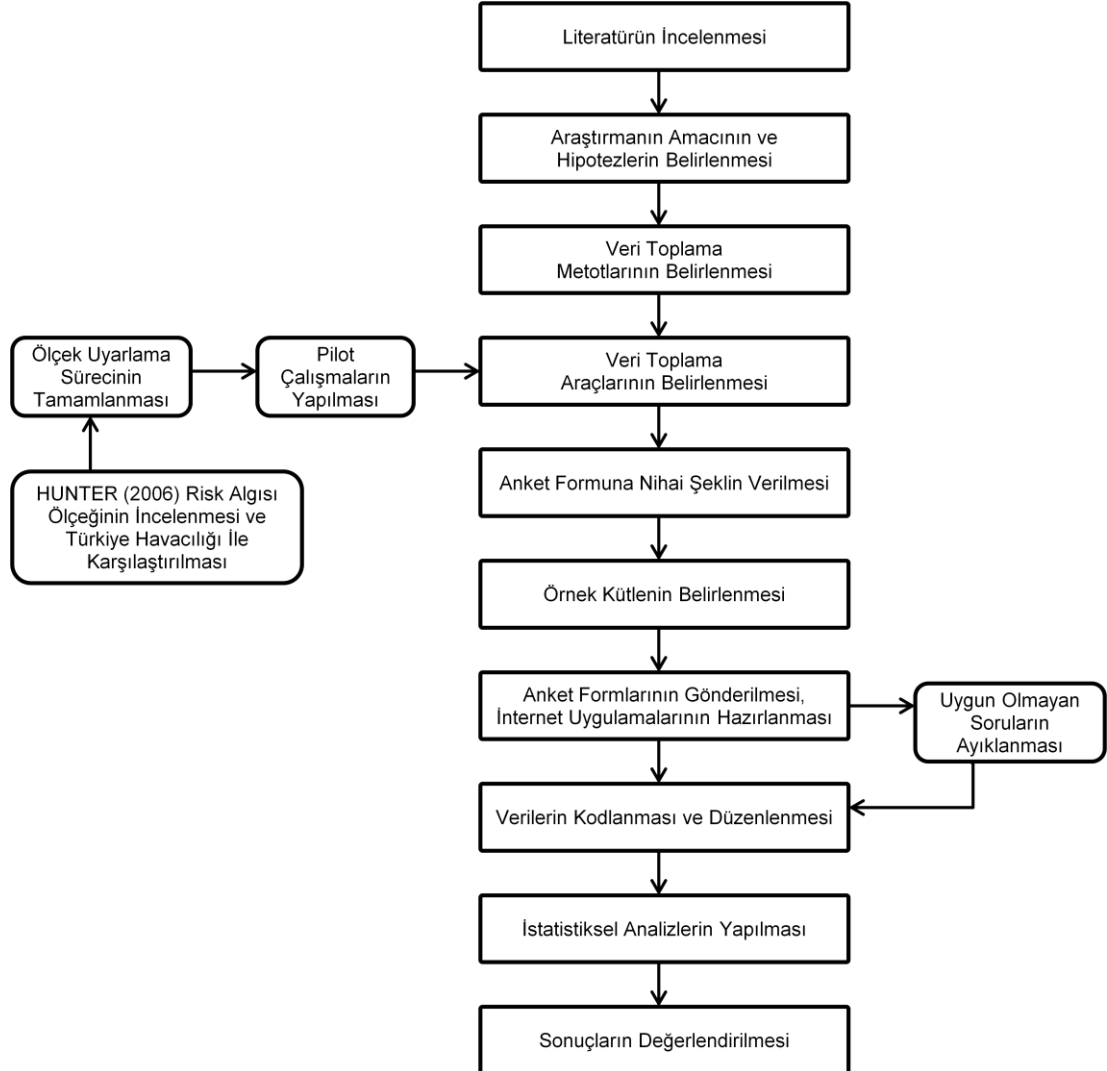 Literatürün İncelenmesi
Araştırmanın Amacının ve
Hipotezlerin Belirlenmesi
Veri Toplama
Metotlarının Belirlenmesi
Ölçek Uyarlama
Sürecinin
Tamamlanması
Pilot
Çalışmaların
Yapılması
Veri Toplama
Araçlarının Belirlenmesi
HUNTER (2006) Risk Algısı
Ölçeğinin İncelenmesi ve
Türkiye Havacılığı İle
Karşılaştırılması
Anket Formuna Nihai Şeklin Verilmesi
Örnek Kütlenin Belirlenmesi
Anket Formlarının Gönderilmesi,
İnternet Uygulamalarının Hazırlanması
Uygun Olmayan
Soruların
Ayıklanması
Verilerin Kodlanması ve Düzenlenmesi
İstatistiksel Analizlerin Yapılması
Sonuçların Değerlendirilmesi